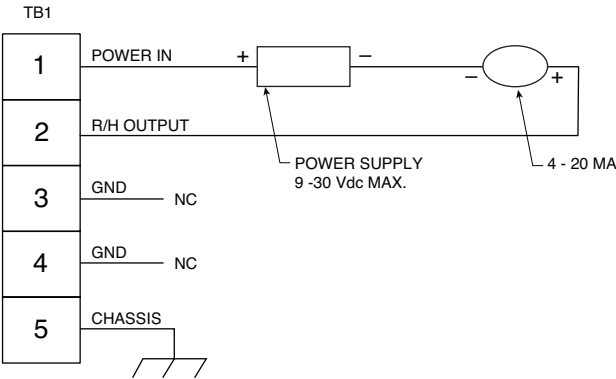 TB1
1 POWER IN + − − +
2 R/H OUTPUT
POWER SUPPLY
9 -30 Vdc MAX.
4 - 20 MA
3 GND NC
4 GND NC
5 CHASSIS